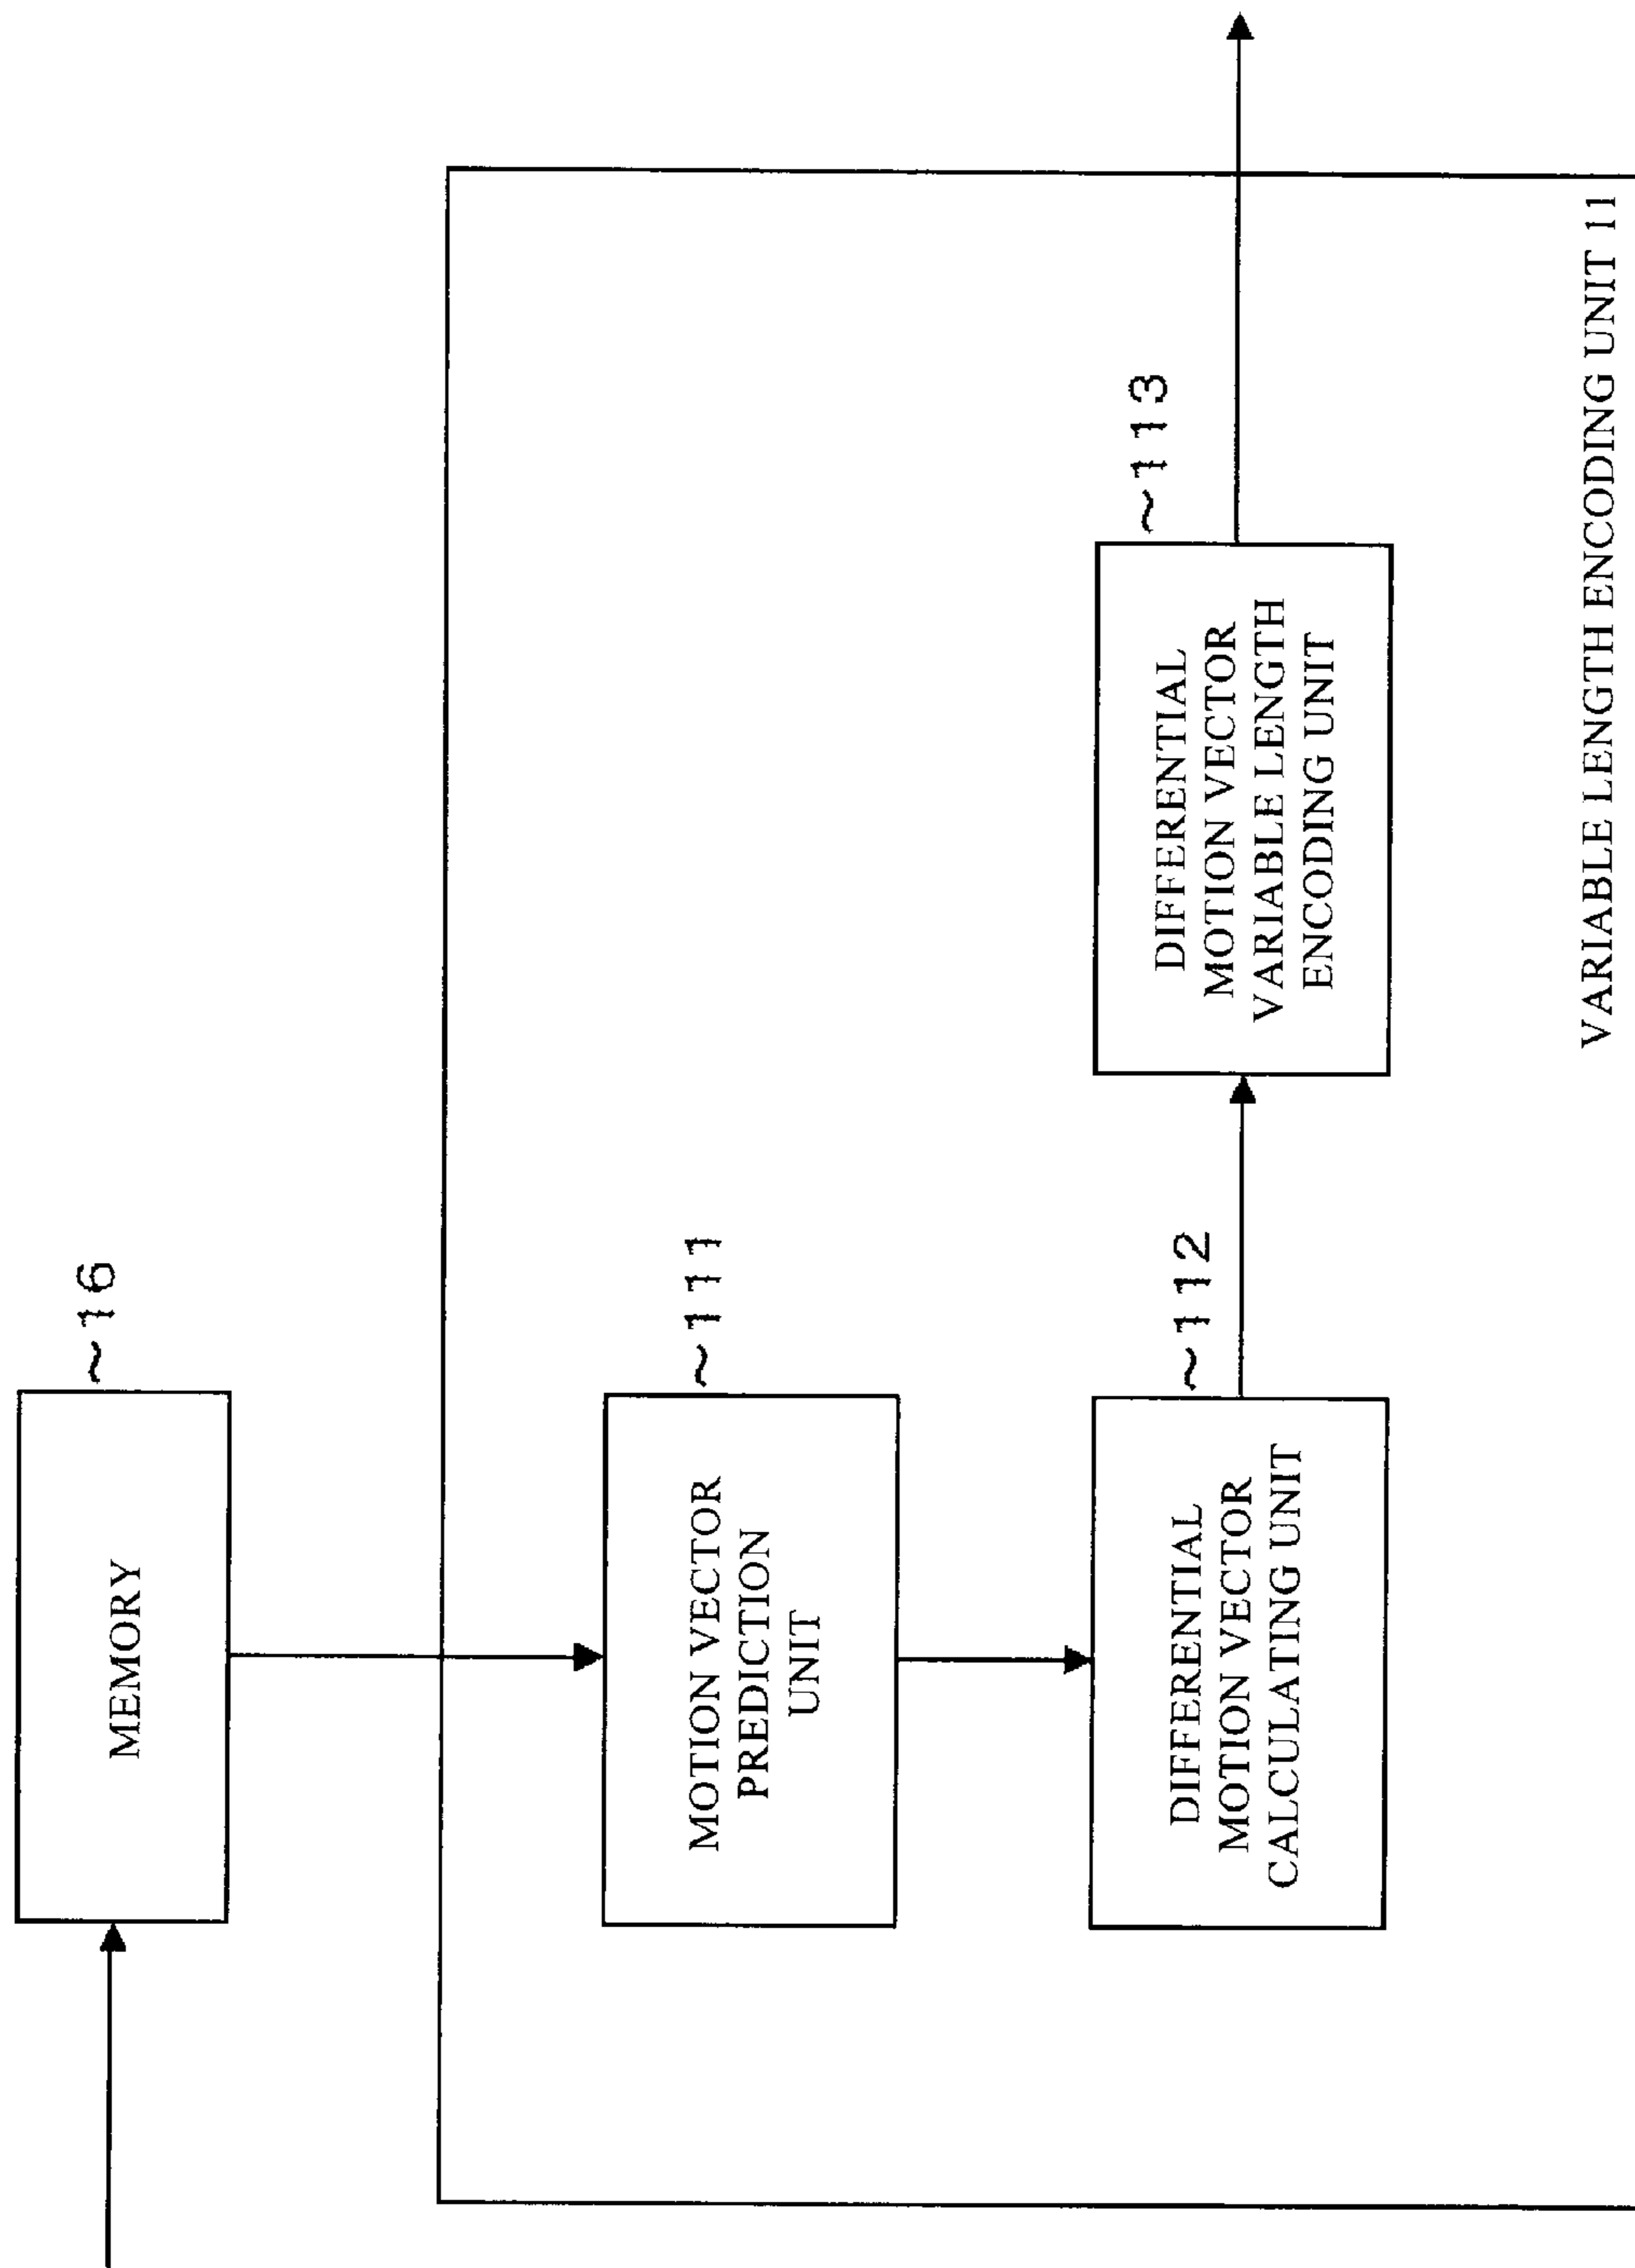 MEMORY
~16
MOTION VECTOR
PREDICTION
UNIT
~111
DIFFERENTIAL
MOTION VECTOR
CALCULATING UNIT
~112
DIFFERENTIAL
MOTION VECTOR
VARIABLE LENGTH
ENCODING UNIT
~113
VARIABLE LENGTH ENCODING UNIT 11